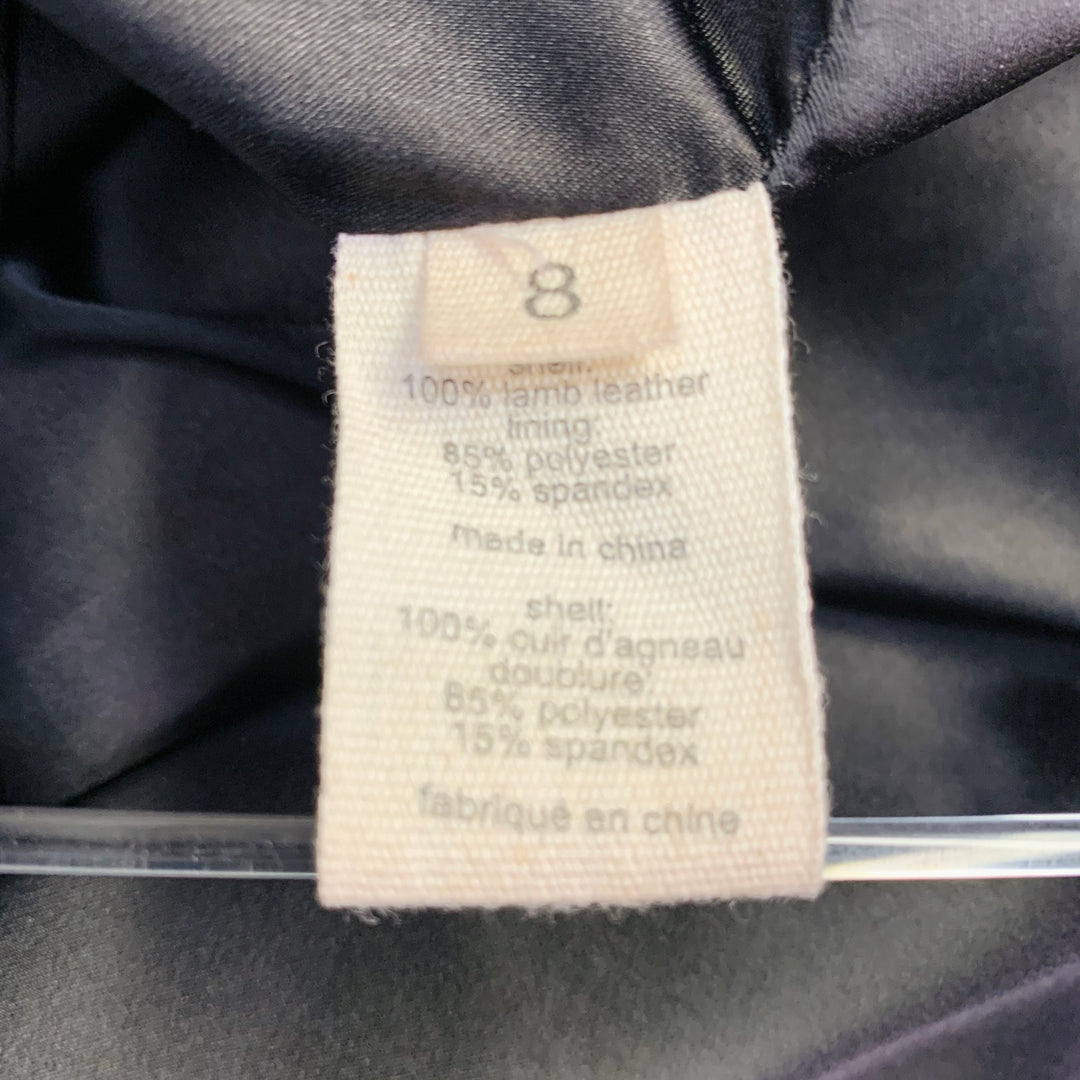 8
shell:
100% lamb leather
lining:
85% polyester
15% spandex
made in china
shell:
100% cuir d'agneau
doublure:
85% polyester
15% spandex
fabriqué en chine